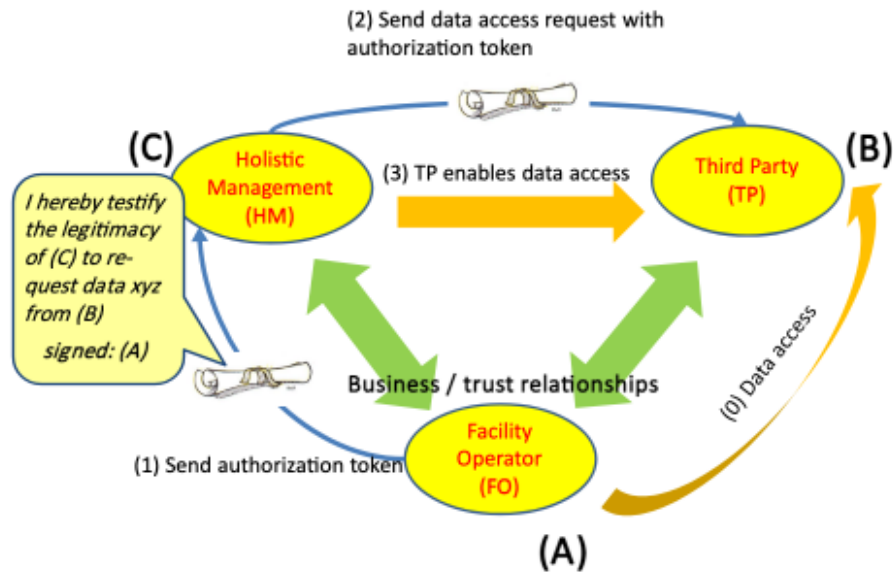 (2) Send data access request with
authorization token
(C)
Holistic
Management
(HM)
(3) TP enables data access
Third Party
(TP)
(B)
I hereby testify
the legitimacy
of (C) to re-
quest data xyz
from (B)
signed: (A)
Business / trust relationships
(0) Data access
(1) Send authorization token
Facility
Operator
(FO)
(A)